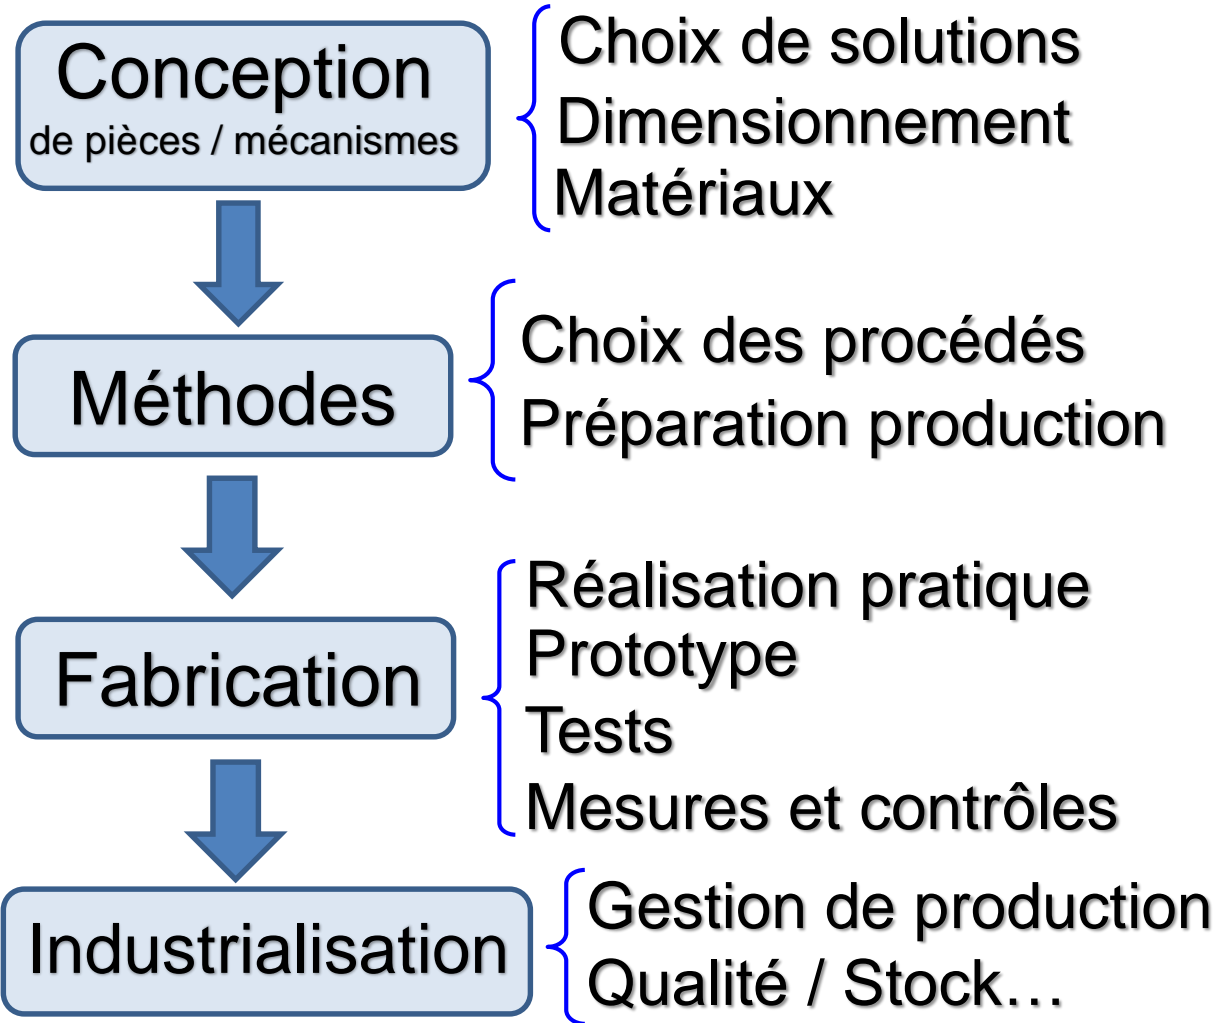 Conception
de pièces / mécanismes
Choix de solutions
Dimensionnement
Matériaux
Méthodes
Choix des procédés
Préparation production
Fabrication
Réalisation pratique
Prototype
Tests
Mesures et contrôles
Industrialisation
Gestion de production
Qualité / Stock…